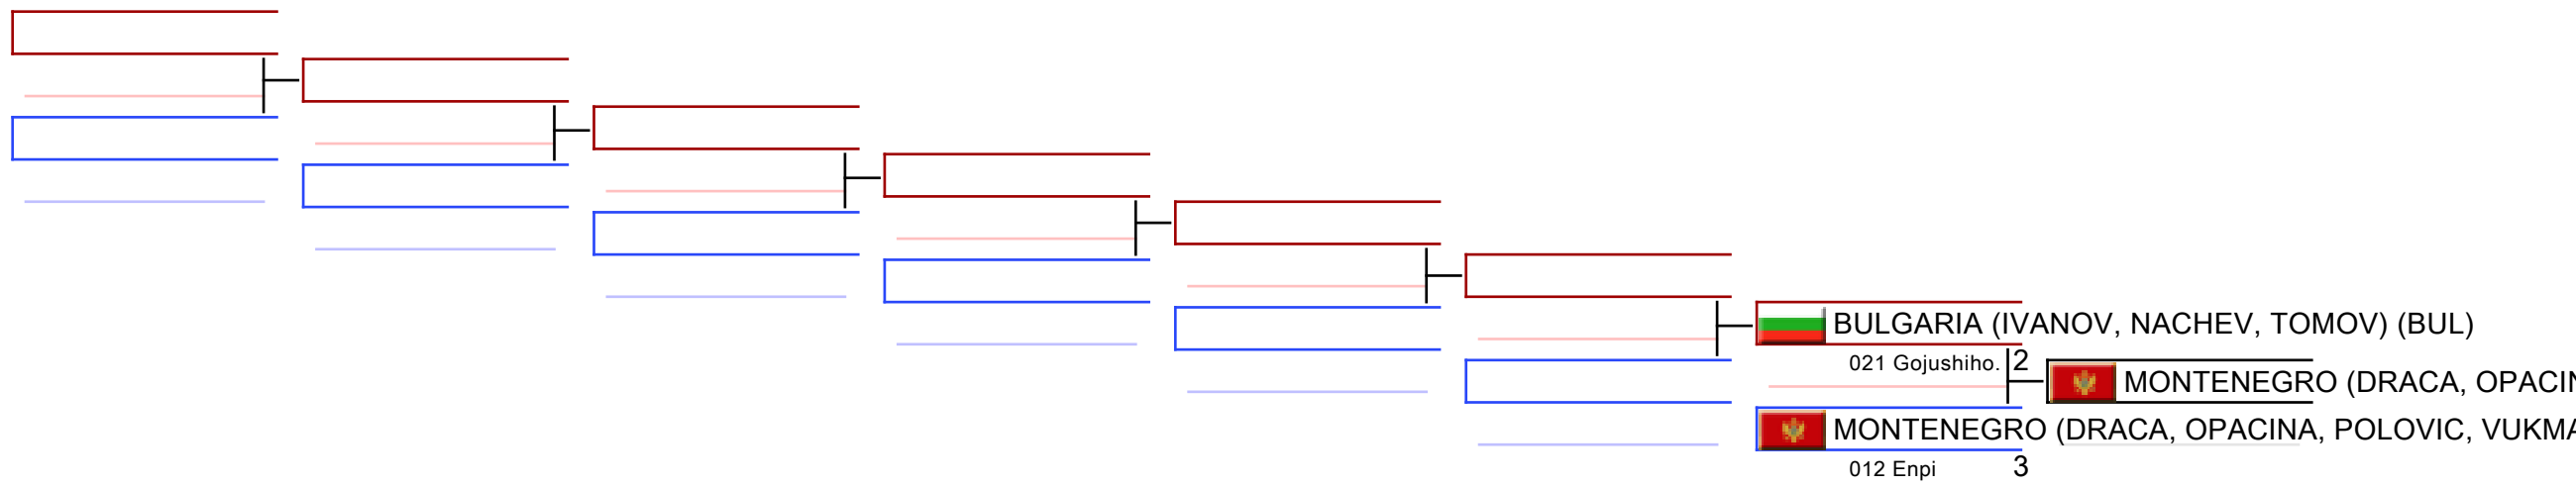 BULGARIA (IVANOV, NACHEV, TOMOV) (BUL)
021 Gojushiho. 2
MONTENEGRO (DRACA, OPACIN
MONTENEGRO (DRACA, OPACINA, POLOVIC, VUKMA
012 Enpi 3